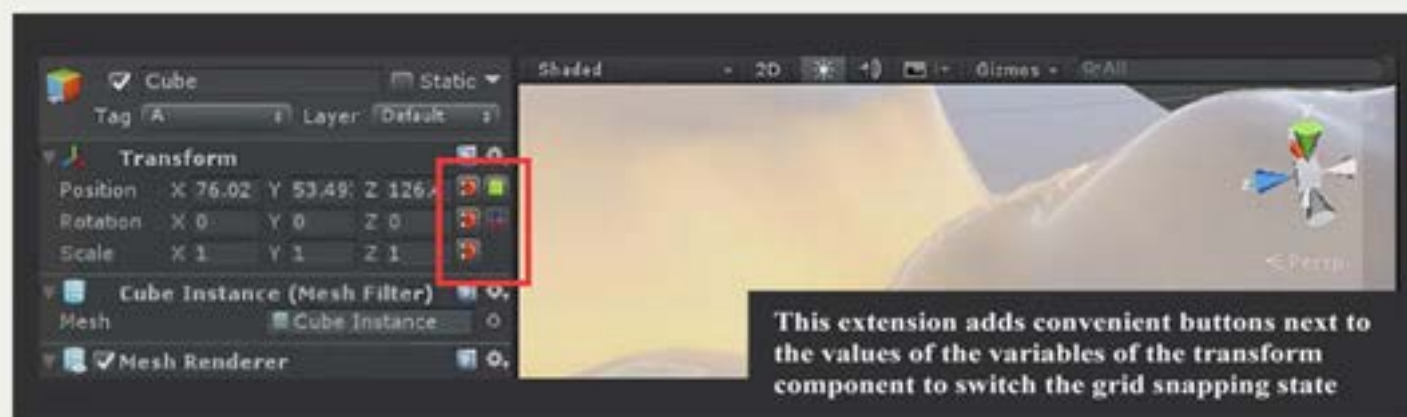 Cube Static
Tag A Layer Default
Transform
Position X 76.02 Y 53.49 Z 126.
Rotation X 0 Y 0 Z 0
Scale X 1 Y 1 Z 1
Cube Instance (Mesh Filter)
Mesh Cube Instance
Mesh Renderer
Shaded 2D Gizmos All
y
z
< Persp
This extension adds convenient buttons next to
the values of the variables of the transform
component to switch the grid snapping state